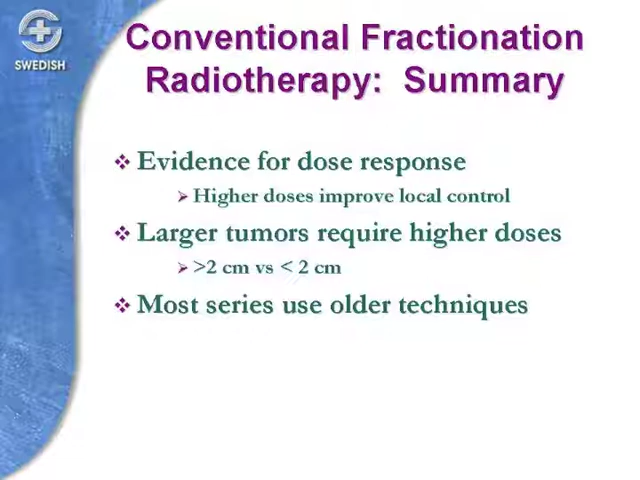 SWEDISH
Conventional Fractionation
Radiotherapy: Summary
Evidence for dose response
Higher doses improve local control
Larger tumors require higher doses
>2 cm vs < 2 cm
Most series use older techniques